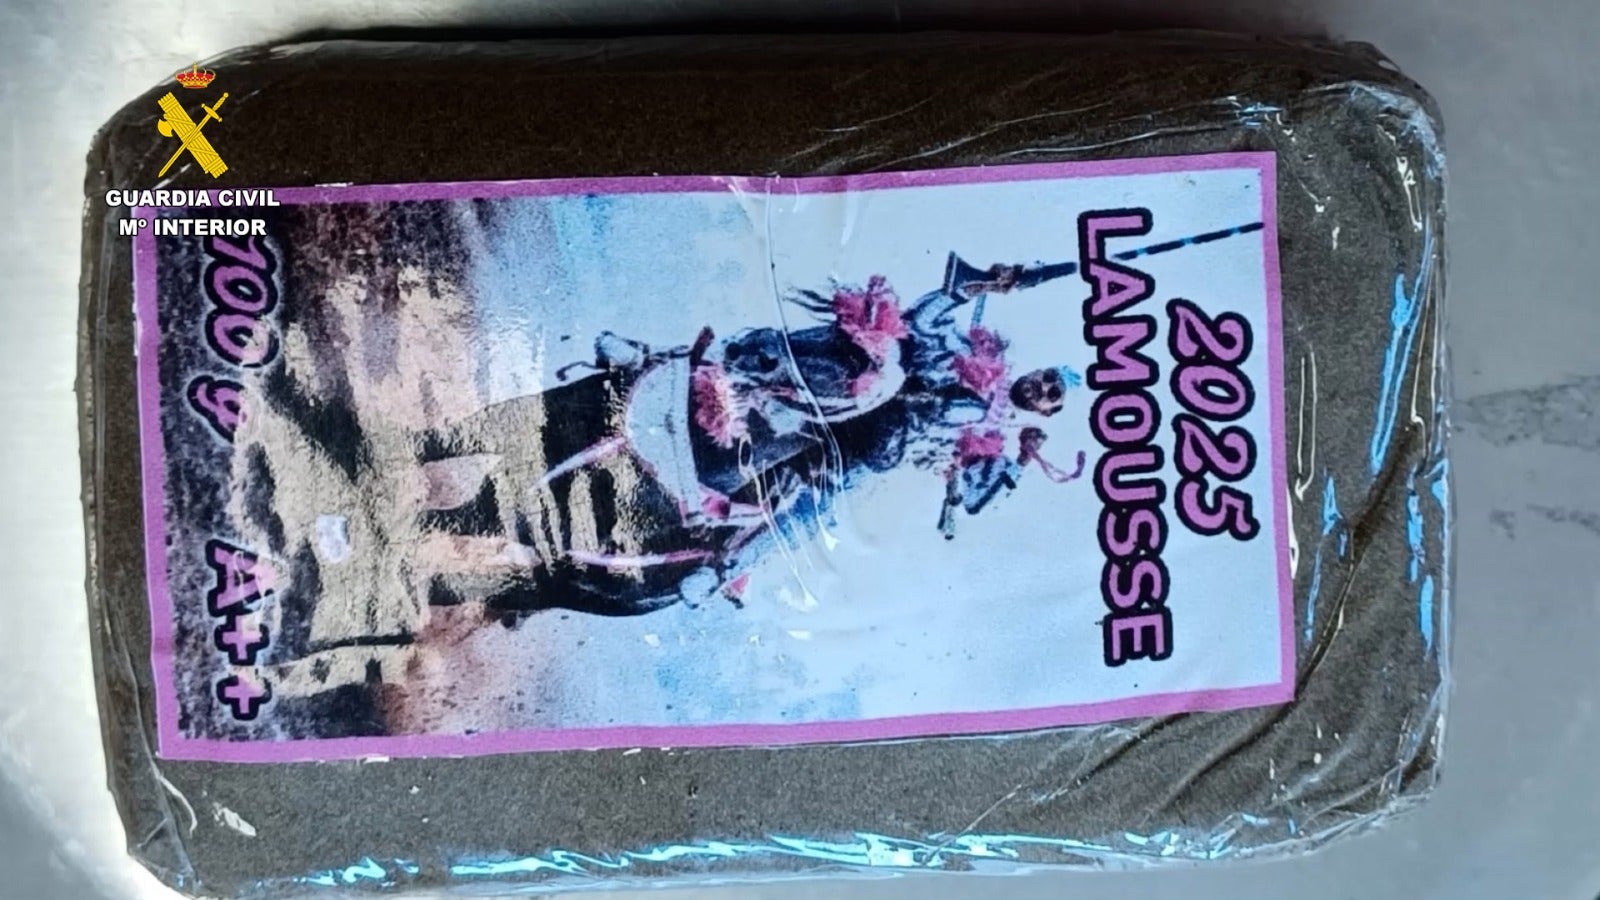 GUARDIA CIVIL
Mº INTERIOR
2025
LAMOUSSE
100 g A++